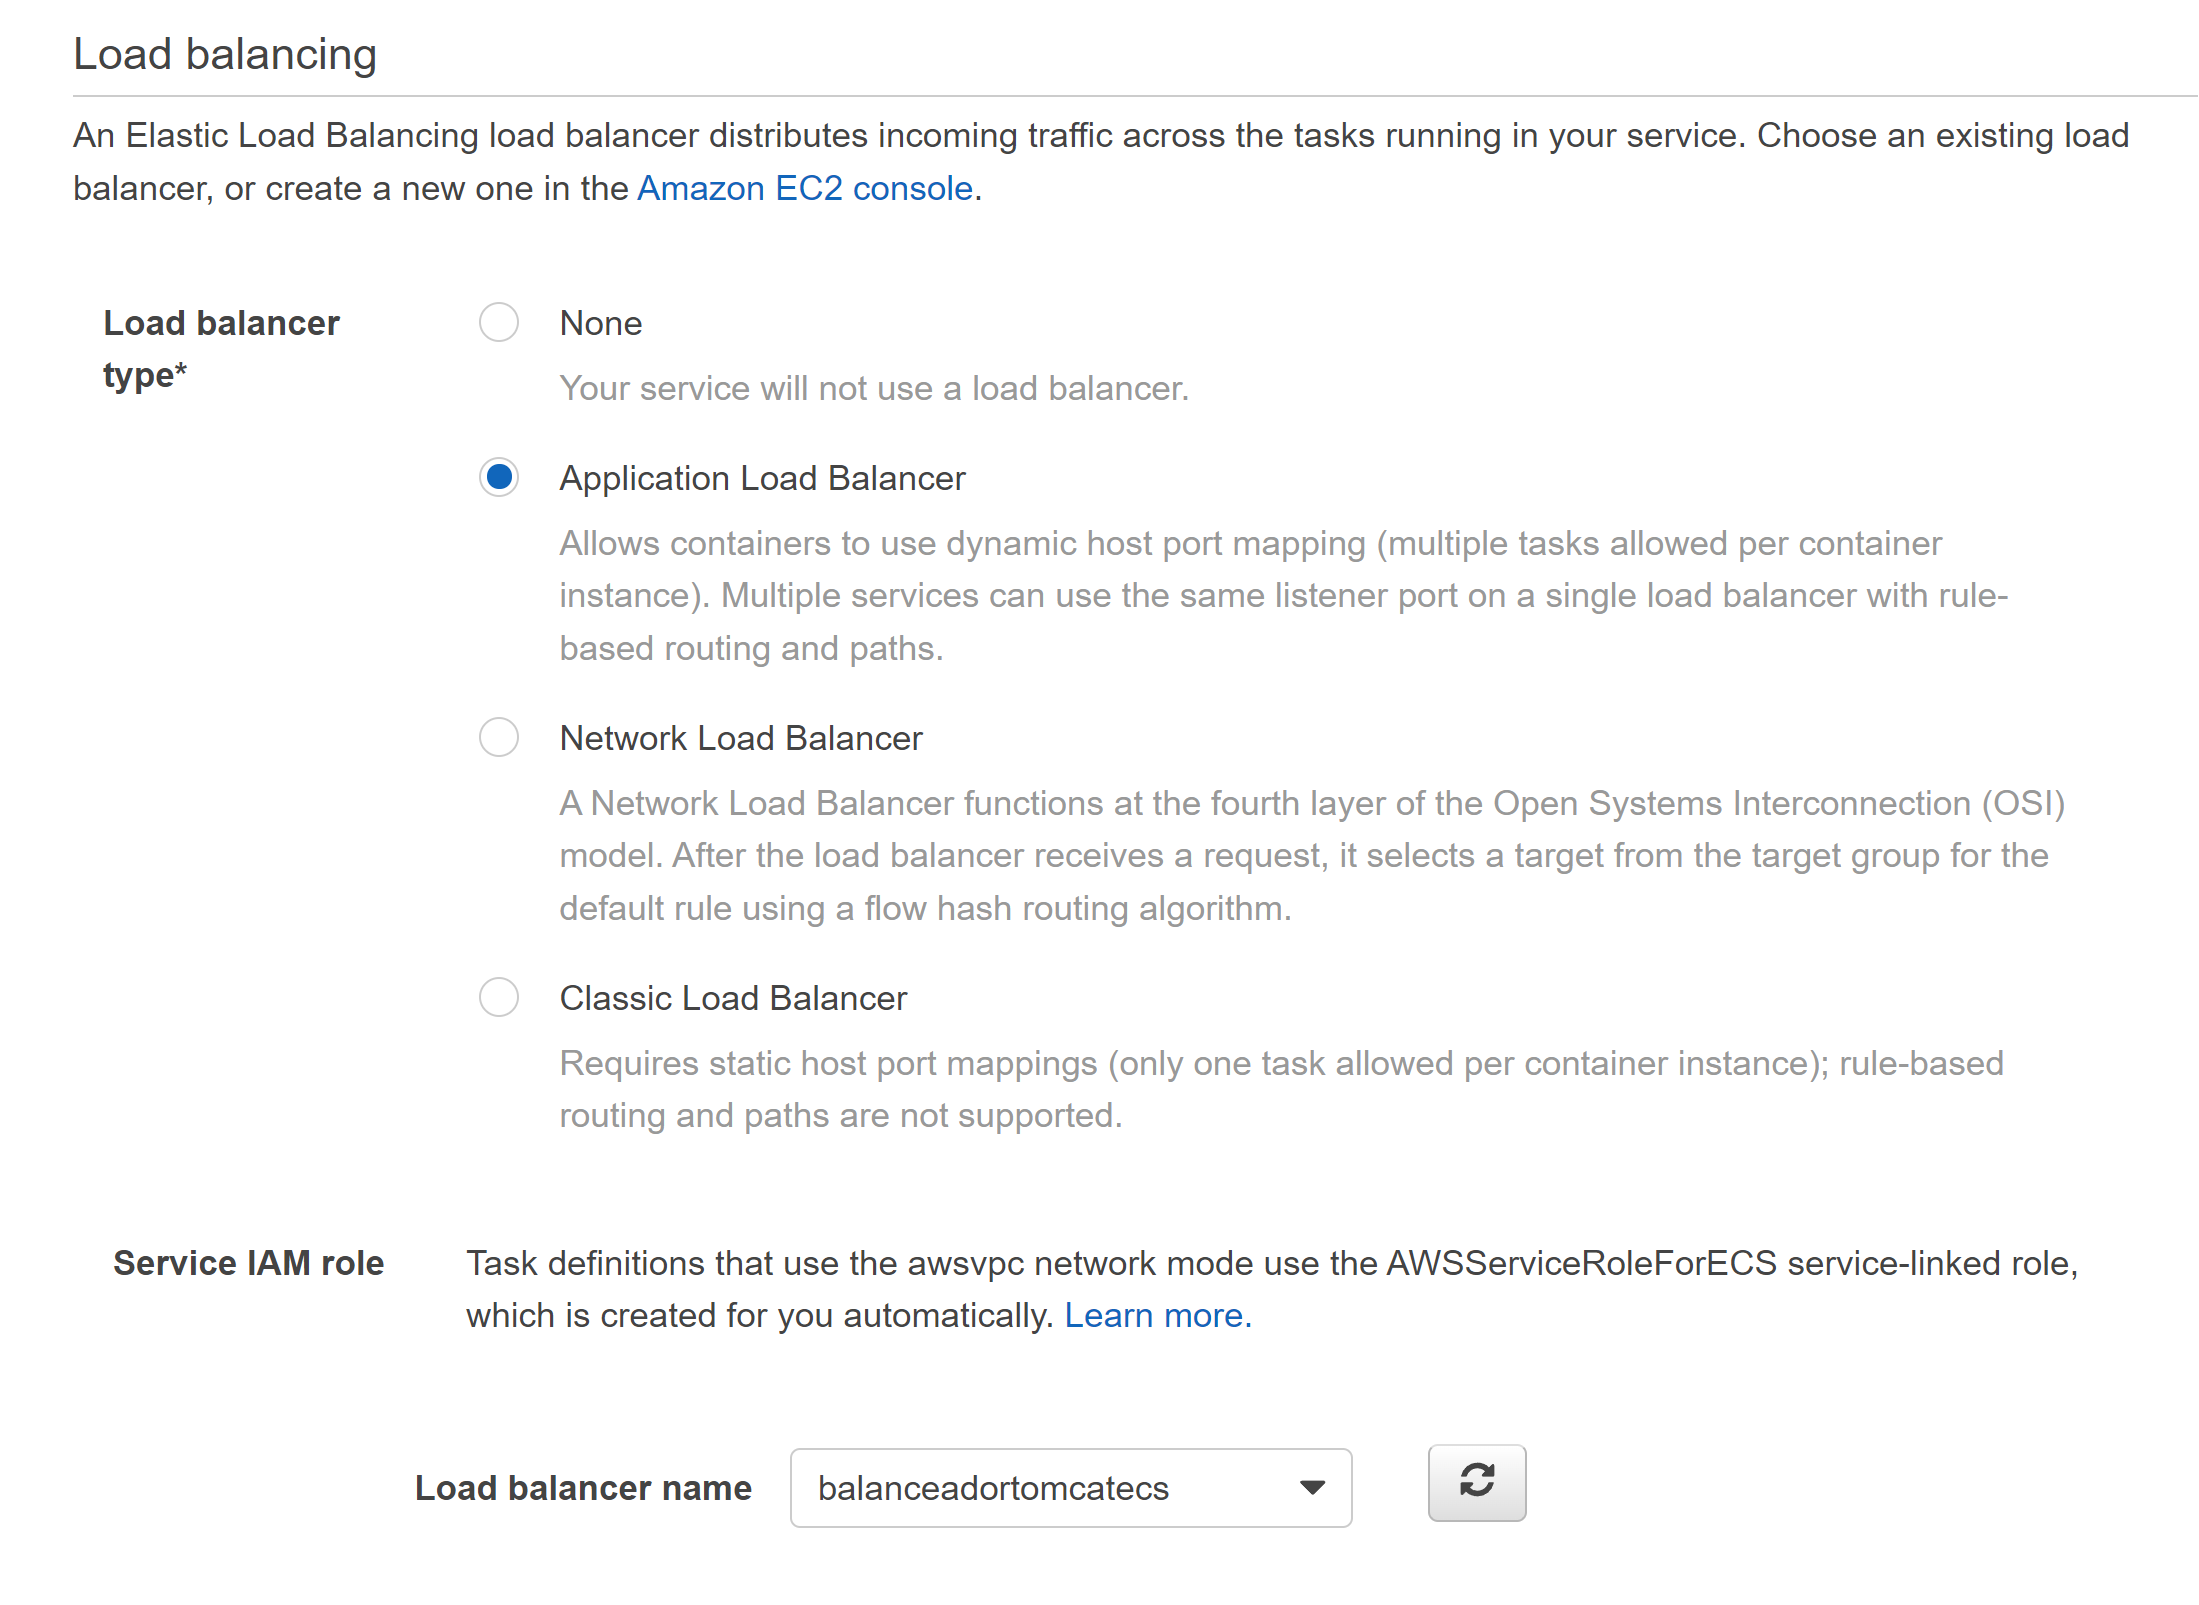 Load balancing
An Elastic Load Balancing load balancer distributes incoming traffic across the tasks running in your service. Choose an existing load
balancer, or create a new one in the Amazon EC2 console.
Load balancer
type*
None
Your service will not use a load balancer.
Application Load Balancer
Allows containers to use dynamic host port mapping (multiple tasks allowed per container
instance). Multiple services can use the same listener port on a single load balancer with rule-
based routing and paths.
Network Load Balancer
A Network Load Balancer functions at the fourth layer of the Open Systems Interconnection (OSI)
model. After the load balancer receives a request, it selects a target from the target group for the
default rule using a flow hash routing algorithm.
Classic Load Balancer
Requires static host port mappings (only one task allowed per container instance); rule-based
routing and paths are not supported.
Service IAM role
Task definitions that use the awsvpc network mode use the AWSServiceRoleForECS service-linked role,
which is created for you automatically. Learn more.
Load balancer name
balanceadortomcatecs